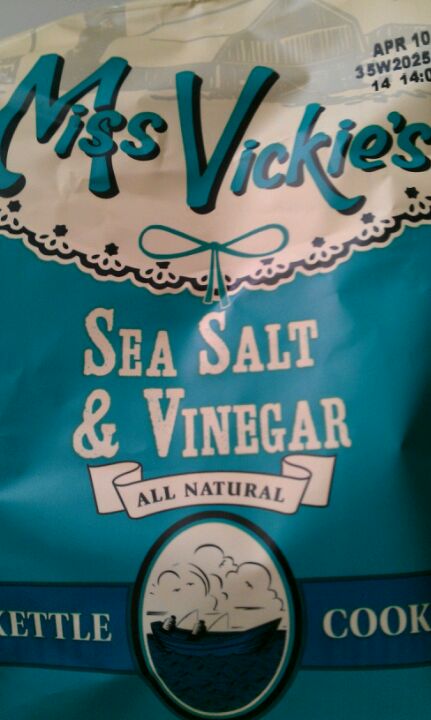 APR 10
35W2025
14 14:0
Miss Vickie's
SEA SALT
& VINEGAR
ALL NATURAL
KETTLE COOK